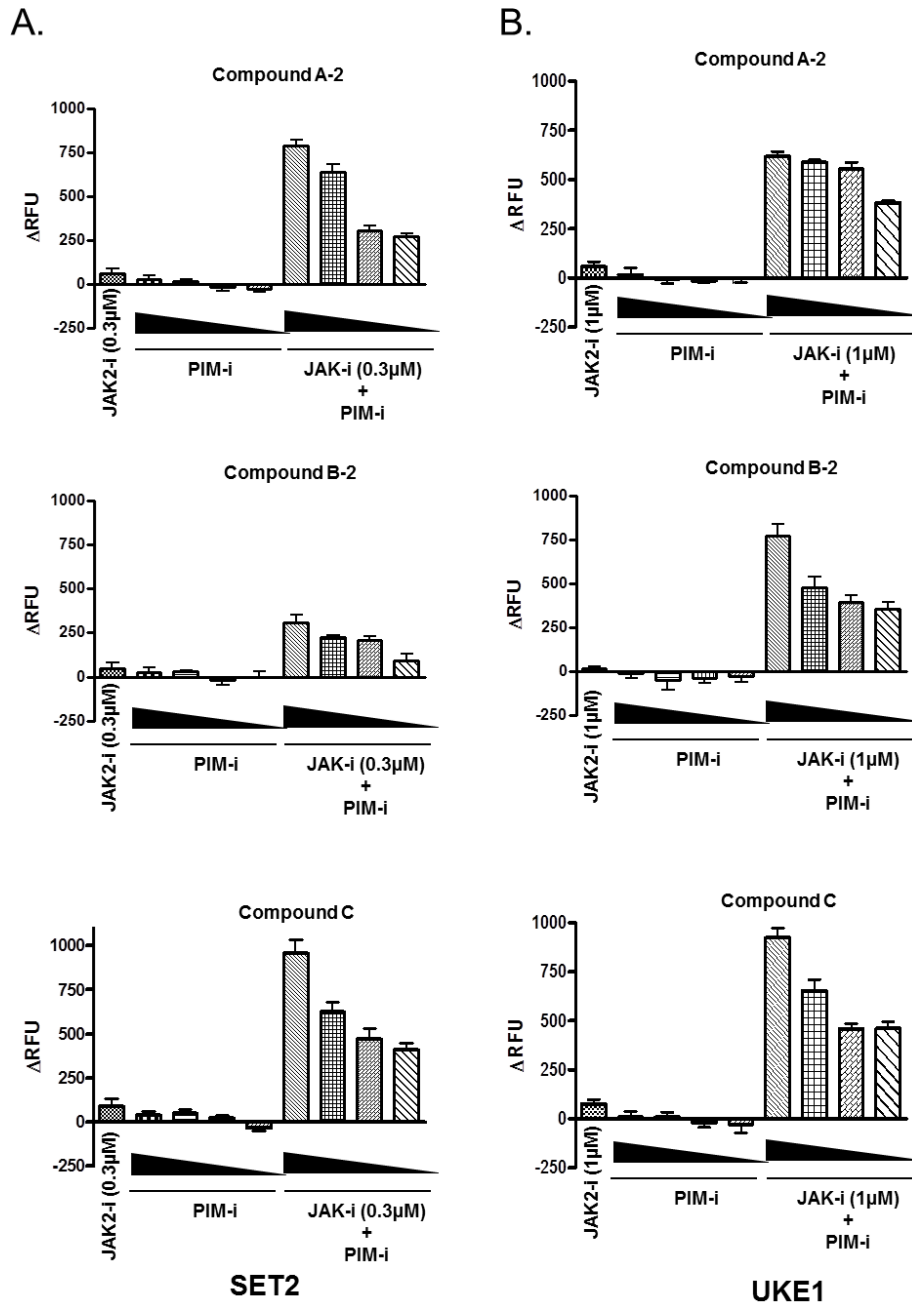 A.
Compound A-2
1000
750
500
250
0
-250
ΔRFU
JAK2-i (0.3µM)
PIM-i
JAK-i (0.3µM)
+
PIM-i
Compound B-2
1000
750
500
250
0
-250
ΔRFU
JAK2-i (0.3µM)
PIM-i
JAK-i (0.3µM)
+
PIM-i
Compound C
1000
750
500
250
0
-250
ΔRFU
JAK2-i (0.3µM)
PIM-i
JAK-i (0.3µM)
+
PIM-i
SET2
B.
Compound A-2
1000
750
500
250
0
-250
ΔRFU
JAK2-i (1µM)
PIM-i
JAK-i (1µM)
+
PIM-i
Compound B-2
1000
750
500
250
0
-250
ΔRFU
JAK2-i (1µM)
PIM-i
JAK-i (1µM)
+
PIM-i
Compound C
1000
750
500
250
0
-250
ΔRFU
JAK2-i (1µM)
PIM-i
JAK-i (1µM)
+
PIM-i
UKE1